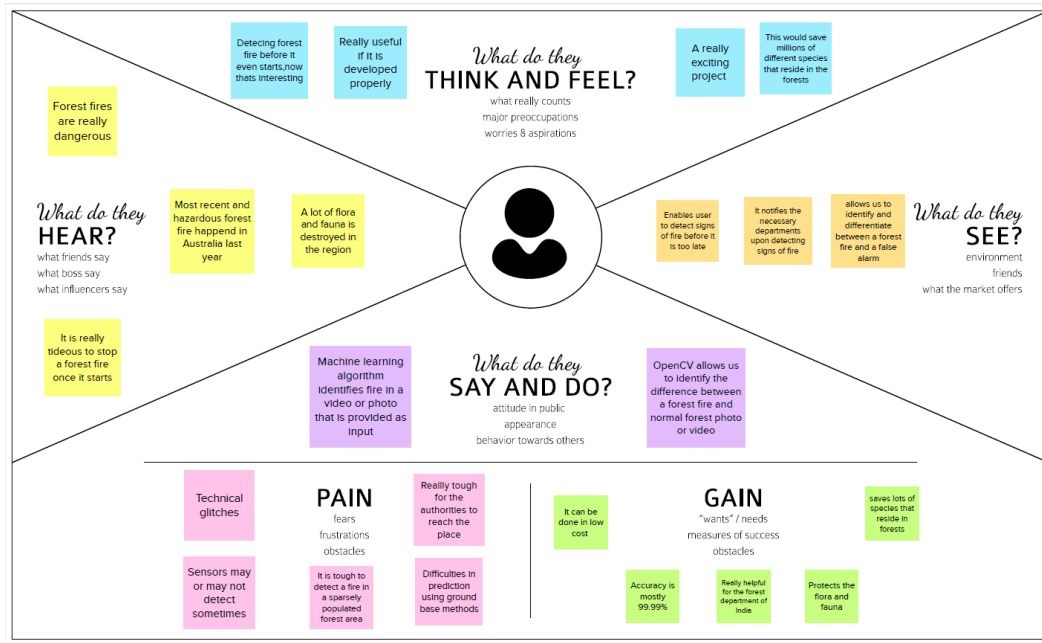 Detecing forest
fire before it
even starts,now
thats interesting
Really useful
if it is
developed
properly
What do they
THINK AND FEEL?
what really counts
major preoccupations
worries & aspirations
A really
exciting
project
This would save
millions of
different species
that reside in the
forests
Forest fires
are really
dangerous
What do they
HEAR?
what friends say
what boss say
what influencers say
Most recent and
hazardous forest
fire happend in
Australia last
year
A lot of flora
and fauna is
destroyed in
the region
It is really
tideous to stop
a forest fire
once it starts
Enables user
to detect signs
of fire before it
is too late
It notifies the
necessary
departments
upon detecting
signs of fire
allows us to
identify and
differentiate
between a forest
fire and a false
alarm
What do they
SEE?
environment
friends
what the market offers
Machine learning
algorithm
identifies fire in a
video or photo
that is provided as
input
What do they
SAY AND DO?
attitude in public
appearance
behavior towards others
OpenCV allows us
to identify the
difference between
a forest fire and
normal forest photo
or video
Technical
glitches
PAIN
fears
frustrations
obstacles
Reallly tough for
the authorities to
reach the
place
Sensors may
or may not
detect
sometimes
It is tough to
detect a fire in
a sparsely
populated
forest area
Difficulties in
prediction
using ground
base methods
It can be
done in low
cost
GAIN
"wants" / needs
measures of success
obstacles
saves lots of
species that
reside in
forests
Accuracy is
mostly
99.99%
Really helpful
for the forest
department of
India
Protects the
flora and
fauna